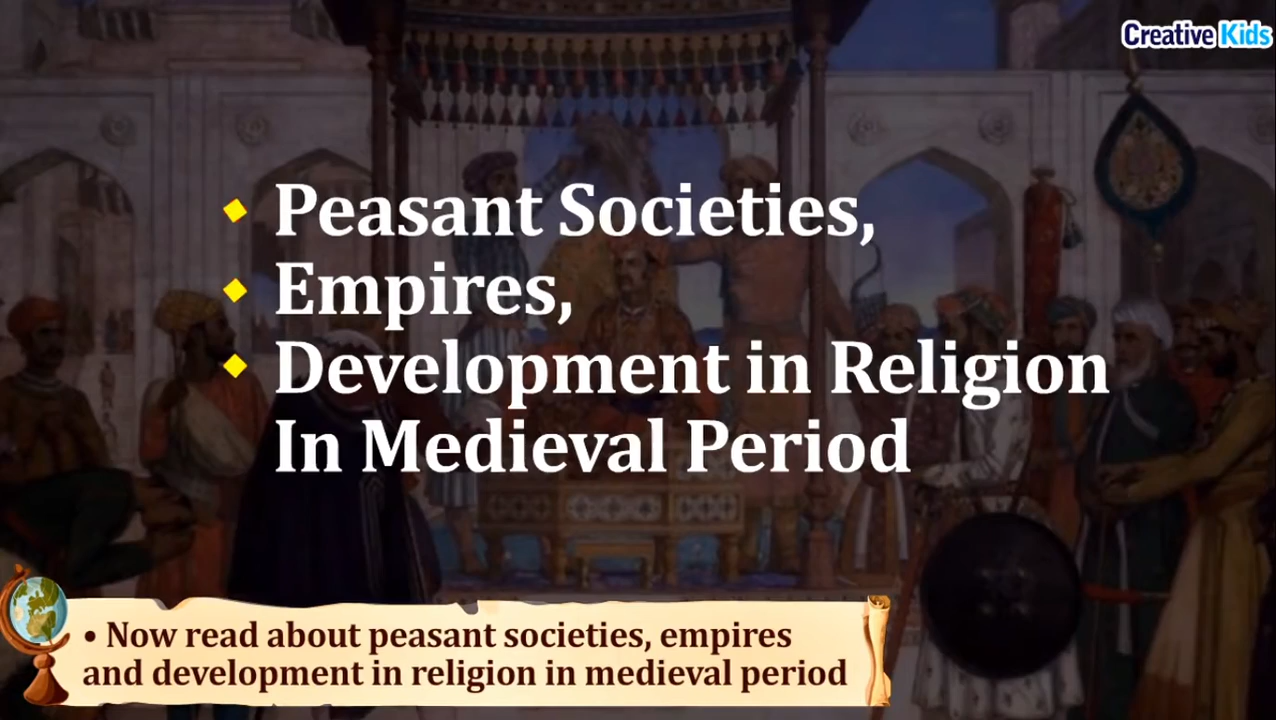 Creative Kids
Peasant Societies,
Empires,
Development in Religion
In Medieval Period
• Now read about peasant societies, empires
and development in religion in medieval period